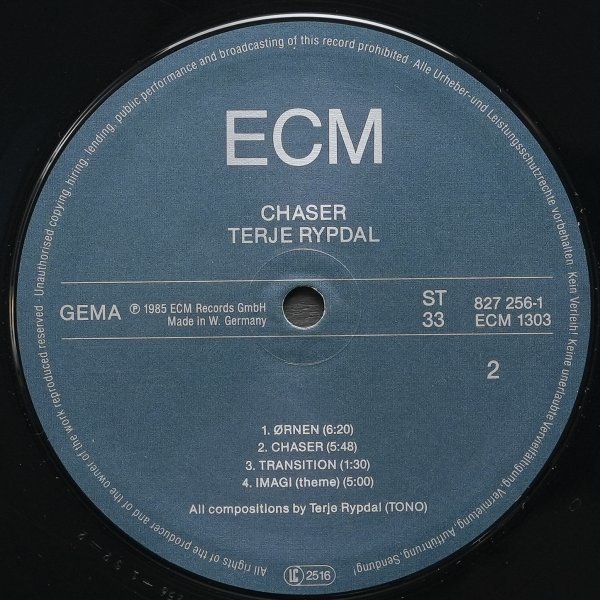 ECM
CHASER
TERJE RYPDAL
GEMA
℗ 1985 ECM Records GmbH
Made in W. Germany
ST
33
827 256-1
ECM 1303
2
1. ØRNEN (6:20)
2. CHASER (5:48)
3. TRANSITION (1:30)
4. IMAGI (theme) (5:00)
All compositions by Terje Rypdal (TONO)
LC 2516
All rights of the producer and of the owner of the work reproduced reserved · Unauthorised copying, hiring, lending, public performance and broadcasting of this record prohibited · Alle Urheber- und Leistungsschutzrechte vorbehalten · Kein Verleih! Keine unerlaubte Vervielfältigung, Vermietung, Aufführung, Sendung!